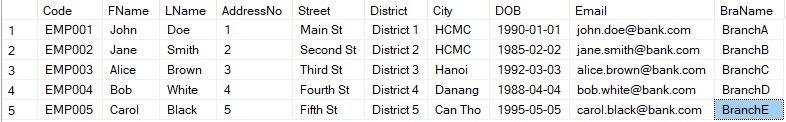 Code FName LName AddressNo Street District City DOB Email BraName
1 EMP001 John Doe 1 Main St District 1 HCMC 1990-01-01 john.doe@bank.com BranchA
2 EMP002 Jane Smith 2 Second St District 2 HCMC 1985-02-02 jane.smith@bank.com BranchB
3 EMP003 Alice Brown 3 Third St District 3 Hanoi 1992-03-03 alice.brown@bank.com BranchC
4 EMP004 Bob White 4 Fourth St District 4 Danang 1988-04-04 bob.white@bank.com BranchD
5 EMP005 Carol Black 5 Fifth St District 5 Can Tho 1995-05-05 carol.black@bank.com BranchE